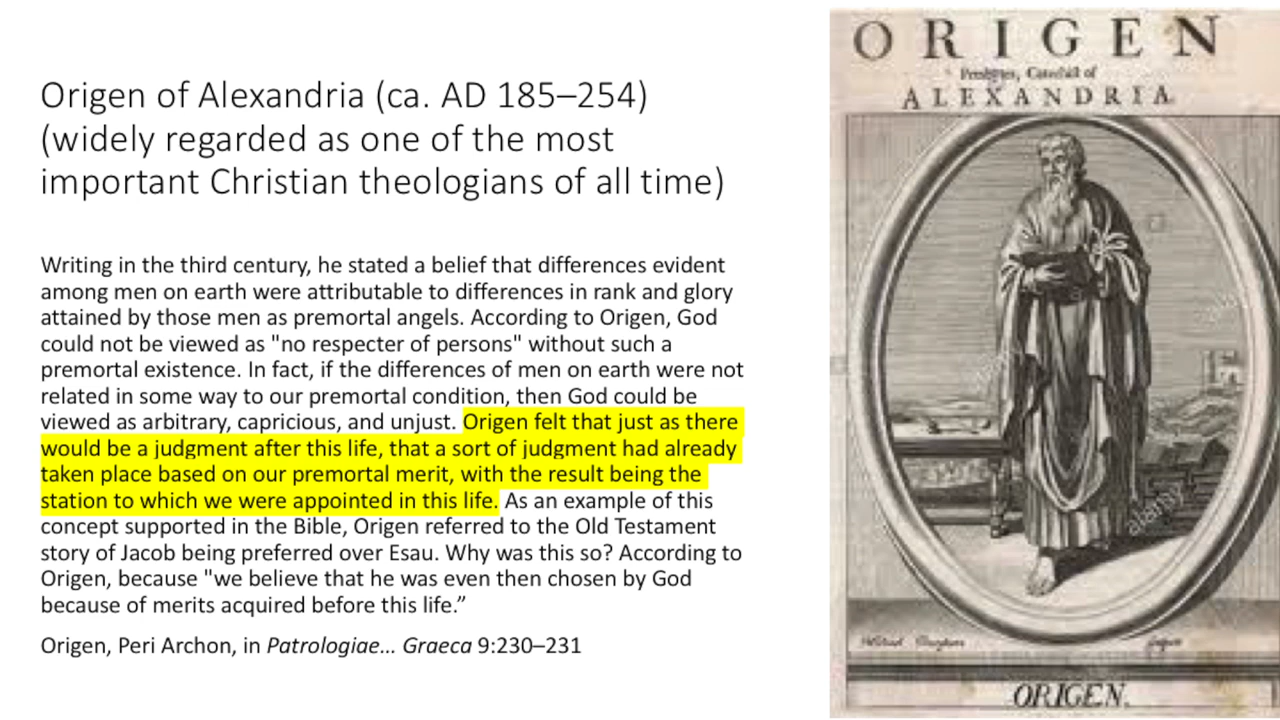 Origen of Alexandria (ca. AD 185–254)
(widely regarded as one of the most
important Christian theologians of all time)
Writing in the third century, he stated a belief that differences evident
among men on earth were attributable to differences in rank and glory
attained by those men as premortal angels. According to Origen, God
could not be viewed as "no respecter of persons" without such a
premortal existence. In fact, if the differences of men on earth were not
related in some way to our premortal condition, then God could be
viewed as arbitrary, capricious, and unjust. Origen felt that just as there
would be a judgment after this life, that a sort of judgment had already
taken place based on our premortal merit, with the result being the
station to which we were appointed in this life. As an example of this
concept supported in the Bible, Origen referred to the Old Testament
story of Jacob being preferred over Esau. Why was this so? According to
Origen, because "we believe that he was even then chosen by God
because of merits acquired before this life.”
Origen, Peri Archon, in Patrologiae... Graeca 9:230–231
ORIGEN
of
ALEXANDRIA
alamy
ORIGEN.